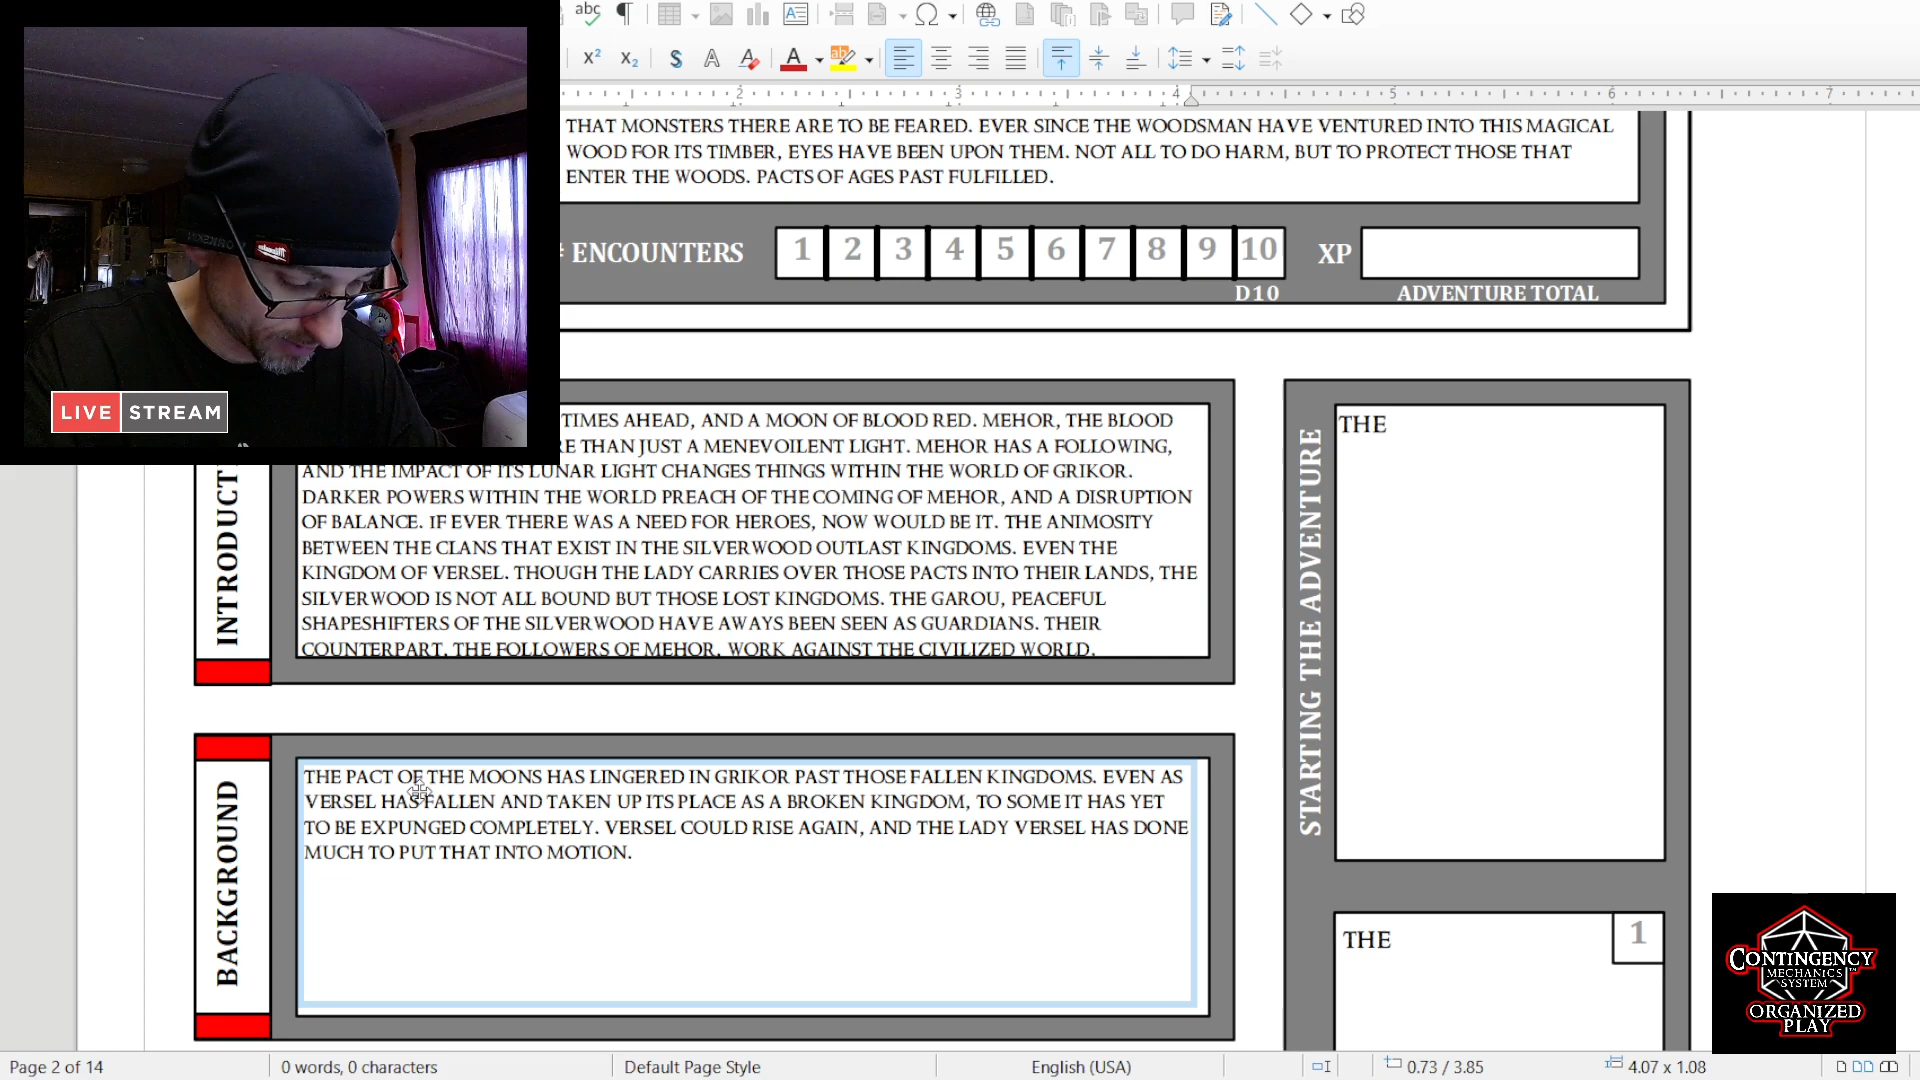 LIVE STREAM
2 3 4 5 6 7
THAT MONSTERS THERE ARE TO BE FEARED. EVER SINCE THE WOODSMAN HAVE VENTURED INTO THIS MAGICAL
WOOD FOR ITS TIMBER, EYES HAVE BEEN UPON THEM. NOT ALL TO DO HARM, BUT TO PROTECT THOSE THAT
ENTER THE WOODS. PACTS OF AGES PAST FULFILLED.
ENCOUNTERS
1 2 3 4 5 6 7 8 9 10
D10
XP
ADVENTURE TOTAL
INTRODUCT
TIMES AHEAD, AND A MOON OF BLOOD RED. MEHOR, THE BLOOD
RE THAN JUST A MENEVOILENT LIGHT. MEHOR HAS A FOLLOWING,
AND THE IMPACT OF ITS LUNAR LIGHT CHANGES THINGS WITHIN THE WORLD OF GRIKOR.
DARKER POWERS WITHIN THE WORLD PREACH OF THE COMING OF MEHOR, AND A DISRUPTION
OF BALANCE. IF EVER THERE WAS A NEED FOR HEROES, NOW WOULD BE IT. THE ANIMOSITY
BETWEEN THE CLANS THAT EXIST IN THE SILVERWOOD OUTLAST KINGDOMS. EVEN THE
KINGDOM OF VERSEL. THOUGH THE LADY CARRIES OVER THOSE PACTS INTO THEIR LANDS, THE
SILVERWOOD IS NOT ALL BOUND BUT THOSE LOST KINGDOMS. THE GAROU, PEACEFUL
SHAPESHIFTERS OF THE SILVERWOOD HAVE AWAYS BEEN SEEN AS GUARDIANS. THEIR
COUNTERPART, THE FOLLOWERS OF MEHOR, WORK AGAINST THE CIVILIZED WORLD.
BACKGROUND
THE PACT OF THE MOONS HAS LINGERED IN GRIKOR PAST THOSE FALLEN KINGDOMS. EVEN AS
VERSEL HAS FALLEN AND TAKEN UP ITS PLACE AS A BROKEN KINGDOM, TO SOME IT HAS YET
TO BE EXPUNGED COMPLETELY. VERSEL COULD RISE AGAIN, AND THE LADY VERSEL HAS DONE
MUCH TO PUT THAT INTO MOTION.
STARTING THE ADVENTURE
THE
THE
1
CONTINGENCY
MECHANICS
SYSTEM
ORGANIZED
PLAY
Page 2 of 14
0 words, 0 characters
Default Page Style
English (USA)
0.73 / 3.85
4.07 x 1.08